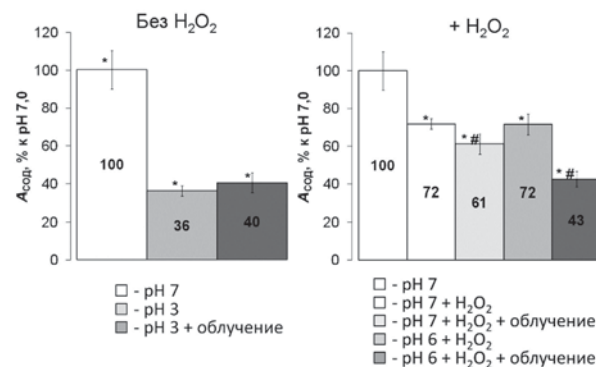 Без H₂O₂
Aсод, % к pH 7,0
120
100
80
60
40
20
0
*
100
*
36
*
40
- pH 7
- pH 3
- pH 3 + облучение
+ H₂O₂
Aсод, % к pH 7,0
120
100
80
60
40
20
0
100
*
72
* #
61
*
72
* #
43
- pH 7
- pH 7 + H₂O₂
- pH 7 + H₂O₂ + облучение
- pH 6 + H₂O₂
- pH 6 + H₂O₂ + облучение